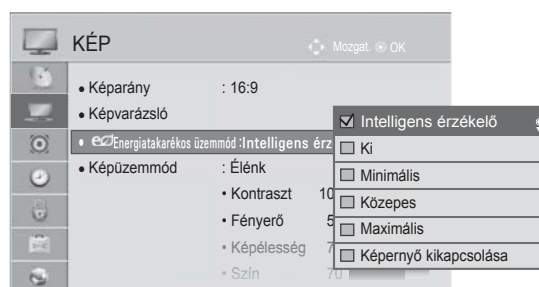 KÉP
Mozgat. OK
• Képarány : 16:9
• Képvarázsló
• Energiatakarékos üzemmód :Intelligens érz
• Képüzemmód : Élénk
• Kontraszt 10
• Fényerő 5
• Képélesség 7
• Szín 70
Intelligens érzékelő
Ki
Minimális
Közepes
Maximális
Képernyő kikapcsolása